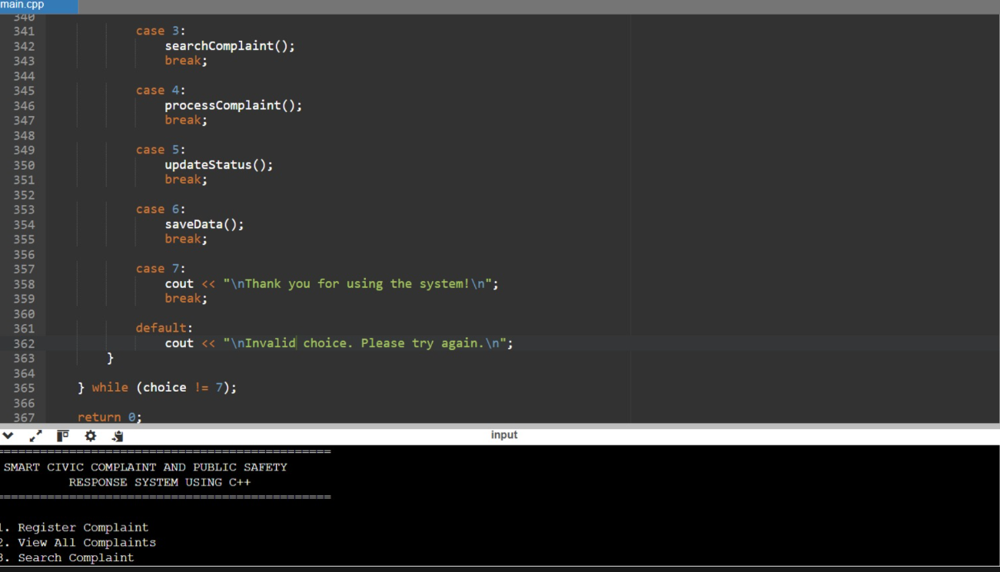 main.cpp
340
341 case 3:
342 searchComplaint();
343 break;
344
345 case 4:
346 processComplaint();
347 break;
348
349 case 5:
350 updateStatus();
351 break;
352
353 case 6:
354 saveData();
355 break;
356
357 case 7:
358 cout << "\nThank you for using the system!\n";
359 break;
360
361 default:
362 cout << "\nInvalid choice. Please try again.\n";
363 }
364
365 } while (choice != 7);
366
367 return 0;
input
==============================================
SMART CIVIC COMPLAINT AND PUBLIC SAFETY
RESPONSE SYSTEM USING C++
==============================================
1. Register Complaint
2. View All Complaints
3. Search Complaint